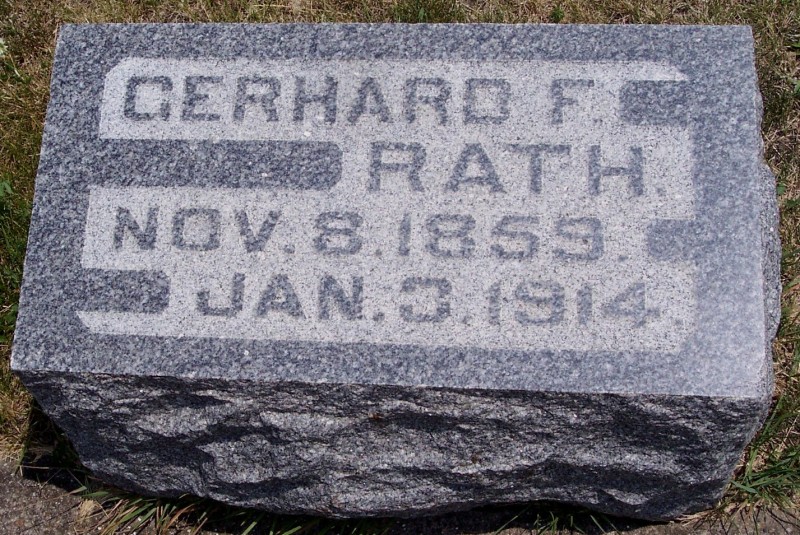 GERHARD F.
RATH.
NOV. 8. 1859.
JAN. 3. 1914.